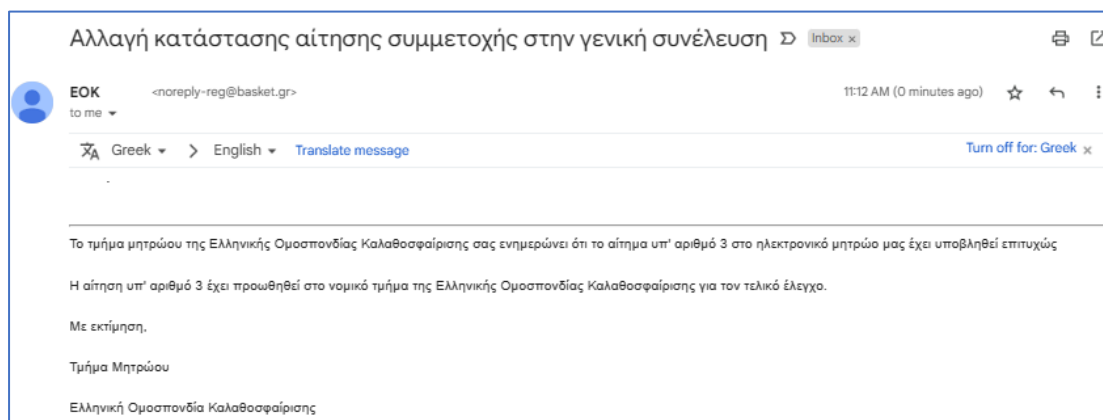 Αλλαγή κατάστασης αίτησης συμμετοχής στην γενική συνέλευση Inbox x
EOK <noreply-reg@basket.gr> 11:12 AM (0 minutes ago)
to me
Greek > English Translate message Turn off for: Greek x
Το τμήμα μητρώου της Ελληνικής Ομοσπονδίας Καλαθοσφαίρισης σας ενημερώνει ότι το αίτημα υπ' αριθμό 3 στο ηλεκτρονικό μητρώο μας έχει υποβληθεί επιτυχώς
Η αίτηση υπ' αριθμό 3 έχει προωθηθεί στο νομικό τμήμα της Ελληνικής Ομοσπονδίας Καλαθοσφαίρισης για τον τελικό έλεγχο.
Με εκτίμηση,
Τμήμα Μητρώου
Ελληνική Ομοσπονδία Καλαθοσφαίρισης